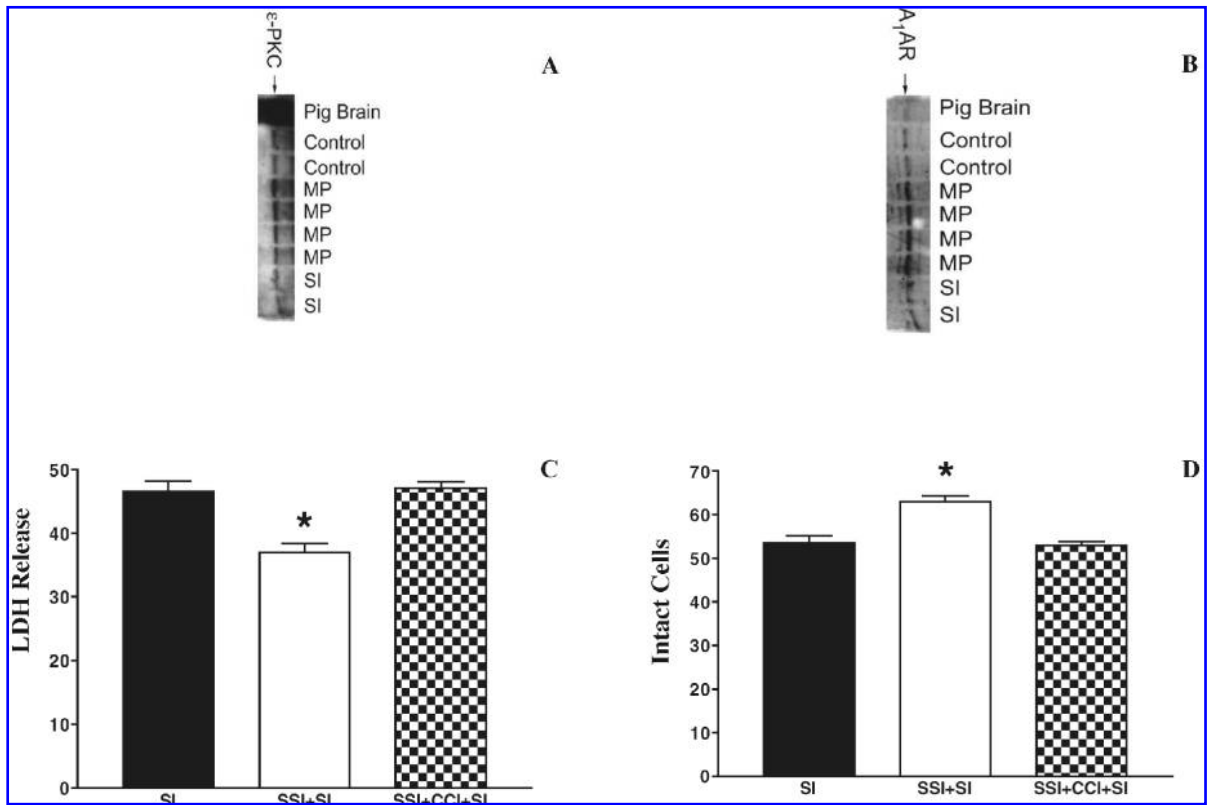 ε-PKC
A
Pig Brain
Control
Control
MP
MP
MP
MP
SI
SI
A₁AR
B
Pig Brain
Control
Control
MP
MP
MP
MP
SI
SI
C
LDH Release
50
40
30
20
10
0
*
SI
SSI+SI
SSI+CCI+SI
D
Intact Cells
70
60
50
40
30
20
10
0
*
SI
SSI+SI
SSI+CCI+SI